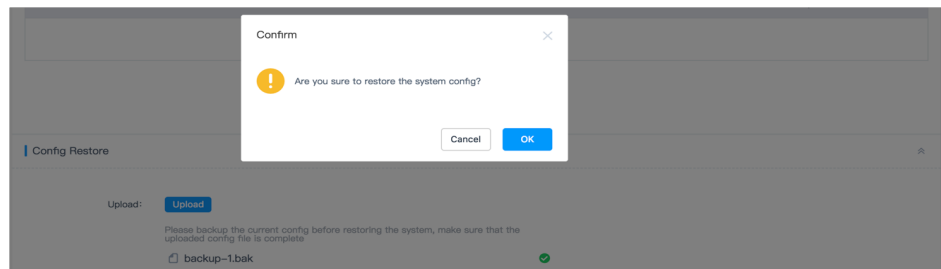 Confirm
Are you sure to restore the system config?
Cancel
OK
Config Restore
Upload:
Upload
Please backup the current config before restoring the system, make sure that the
uploaded config file is complete
backup-1.bak